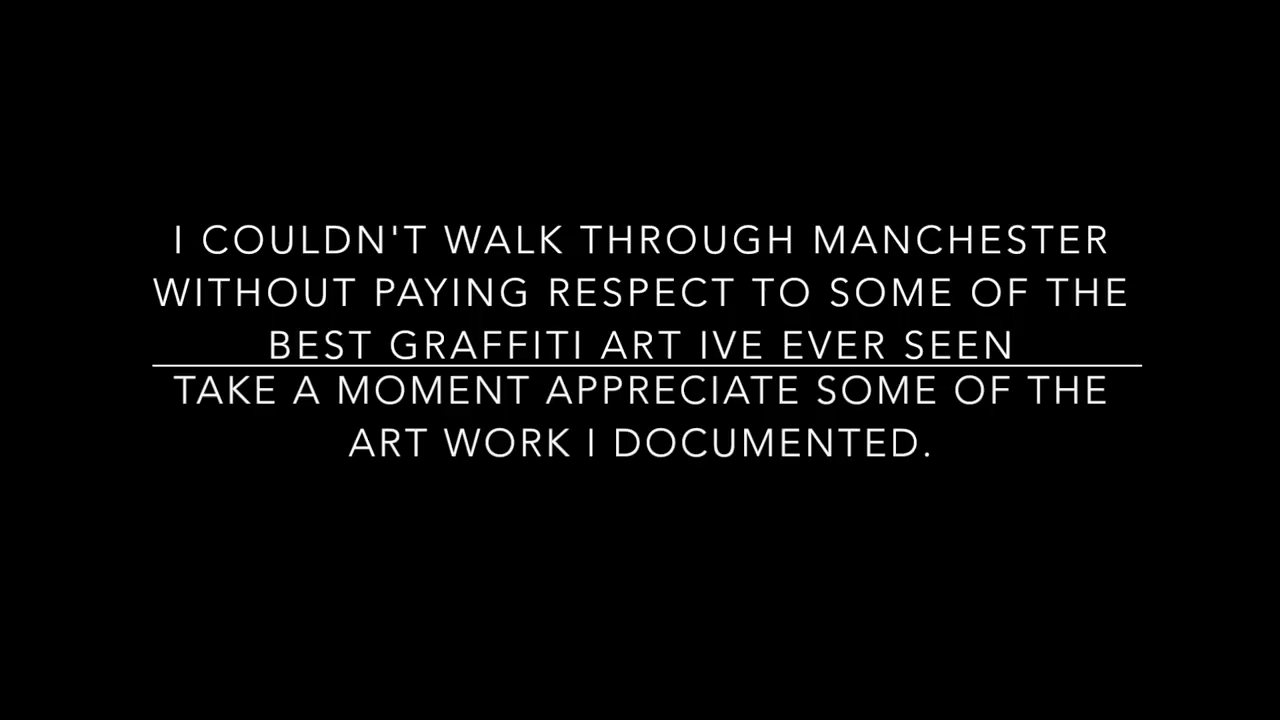 I COULDN'T WALK THROUGH MANCHESTER
WITHOUT PAYING RESPECT TO SOME OF THE
BEST GRAFFITI ART IVE EVER SEEN
TAKE A MOMENT APPRECIATE SOME OF THE
ART WORK I DOCUMENTED.